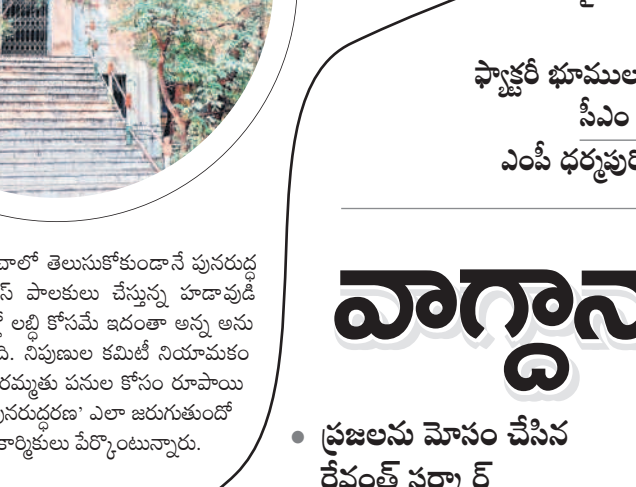 తెలుసుకోకుండానే పునరుద్ధ
పాలకులు చేస్తున్న హడావుడి
లబ్ధి కోసమే ఇదంతా అన్న అను
నిపుణుల కమిటీ నియామకం
రమ్మతు పనుల కోసం రూపాయి
నరుద్ధరణ' ఎలా జరుగుతుందో
కార్మికులు పేర్కొంటున్నారు.
ఫ్యాక్టరీ భూముల
సీఎం
ఎంపీ ధర్మపురి
వాగ్దాన
• ప్రజలను మోసం చేసిన
రేవంత్ సర్కార్